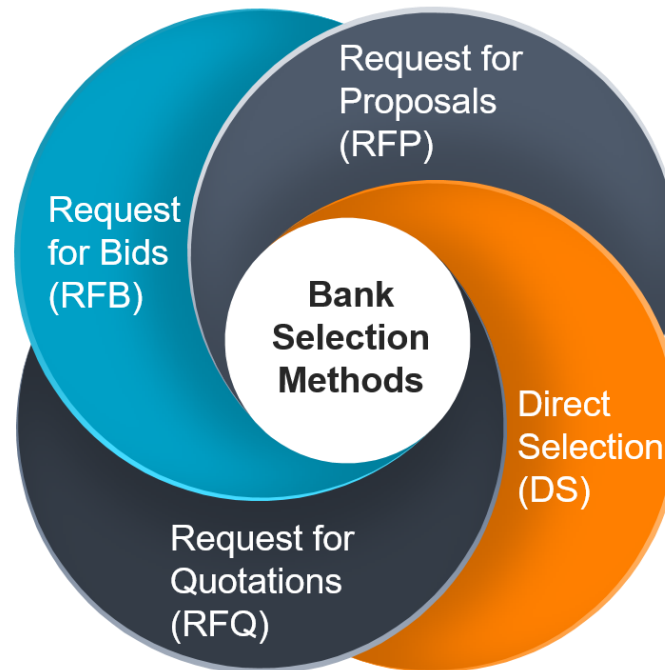 Request for
Proposals
(RFP)
Request
for Bids
(RFB)
Bank
Selection
Methods
Direct
Selection
(DS)
Request for
Quotations
(RFQ)